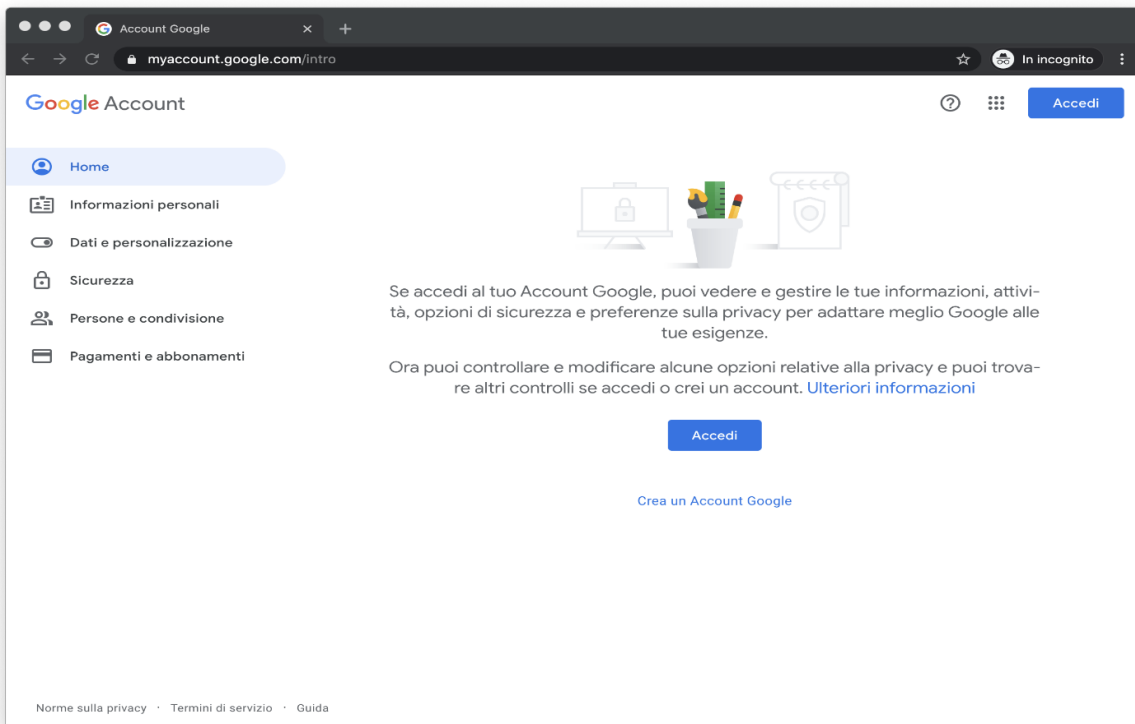 Account Google
myaccount.google.com/intro
In incognito
Google Account
Accedi
Home
Informazioni personali
Dati e personalizzazione
Sicurezza
Persone e condivisione
Pagamenti e abbonamenti
Se accedi al tuo Account Google, puoi vedere e gestire le tue informazioni, attivi-
tà, opzioni di sicurezza e preferenze sulla privacy per adattare meglio Google alle
tue esigenze.
Ora puoi controllare e modificare alcune opzioni relative alla privacy e puoi trova-
re altri controlli se accedi o crei un account. Ulteriori informazioni
Accedi
Crea un Account Google
Norme sulla privacy · Termini di servizio · Guida